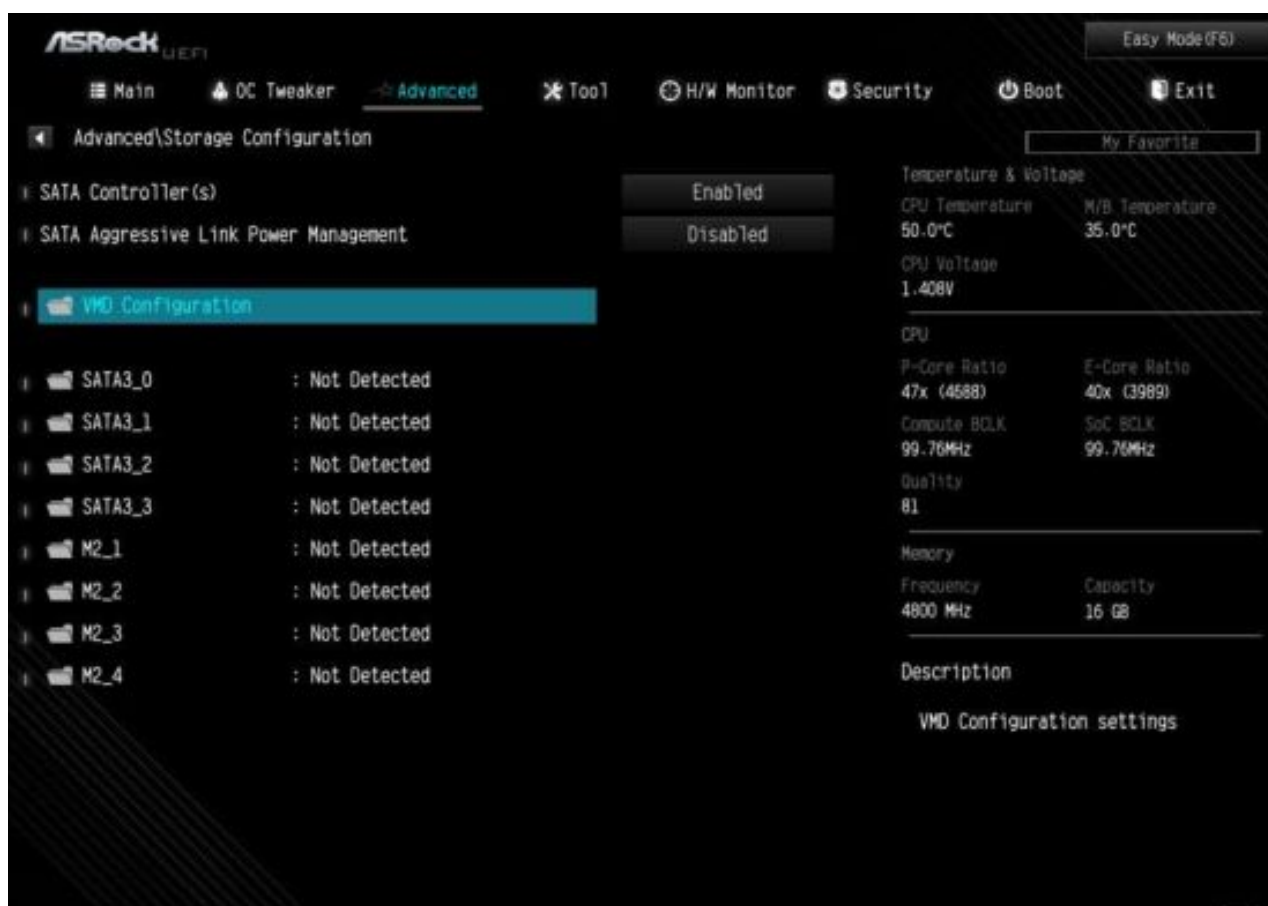 ASRock UEFI
Easy Mode(F6)
Main OC Tweaker Advanced Tool H/W Monitor Security Boot Exit
Advanced\Storage Configuration
My Favorite
SATA Controller(s) Enabled
SATA Aggressive Link Power Management Disabled
VMD Configuration
SATA3_0 : Not Detected
SATA3_1 : Not Detected
SATA3_2 : Not Detected
SATA3_3 : Not Detected
M2_1 : Not Detected
M2_2 : Not Detected
M2_3 : Not Detected
M2_4 : Not Detected
Temperature & Voltage
CPU Temperature M/B Temperature
50.0°C 35.0°C
CPU Voltage
1.408V
CPU
P-Core Ratio E-Core Ratio
47x (4688) 40x (3989)
Compute BCLK SoC BCLK
99.76MHz 99.76MHz
Quality
81
Memory
Frequency Capacity
4800 MHz 16 GB
Description
VMD Configuration settings